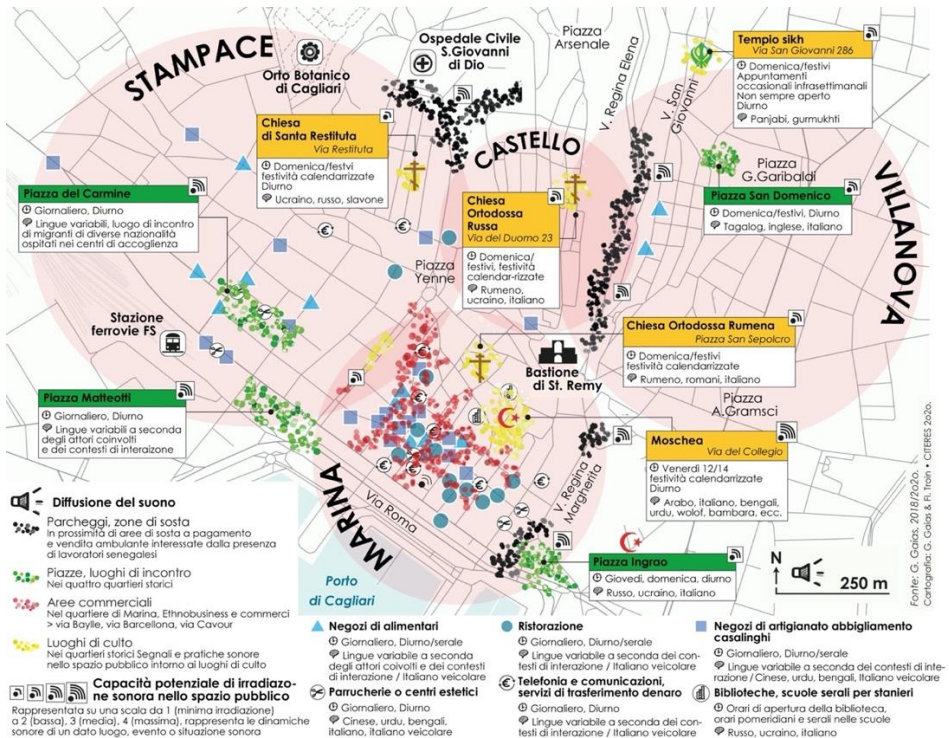 STAMPACE
Orto Botanico
di Cagliari
Ospedale Civile
S.Giovanni
di Dio
Piazza
Arsenale
V. Regina Elena
V. San
Giovanni
Tempio sikh
Via San Giovanni 286
Domenica/festivi
Appuntamenti
occasionali infrasettimanali
Non sempre aperto
Diurno
Panjabi, gurmukhti
Chiesa
di Santa Restituta
Via Restituta
Domenica/festvi
festività calendarrizzate
Diurno
Ucraino, russo, slavone
CASTELLO
Piazza
G.Garibaldi
VILLANOVA
Piazza del Carmine
Giornaliero, Diurno
Lingue variabili, luogo di incontro
di migranti di diverse nazionalità
ospitati nei centri di accoglienza
Chiesa
Ortodossa
Russa
Via del Duomo 23
Domenica/
festivi, festività
calendar-rizzate
Rumeno,
ucraino, italiano
Piazza San Domenico
Domenica/festivi, Diurno
Tagalog, inglese, italiano
Piazza
Yenne
Stazione
ferrovie FS
Bastione
di St. Remy
Chiesa Ortodossa Rumena
Piazza San Sepolcro
Domenica/festivi
festività calendarrizzate
Rumeno, romani, italiano
Piazza
A.Gramsci
Piazza Matteotti
Giornaliero, Diurno
Lingue variabili a seconda
degli attori coinvolti
e dei contesti di interaizone
Moschea
Via del Collegio
Venerdì 12/14
festività calendarrizzate
Diurno
Arabo, italiano, bengali,
urdu, wolof, bambara, ecc.
MARINA
Via Roma
V. Regina
Margherita
Porto
di Cagliari
Piazza Ingrao
Giovedì, domenica, diurno
Russo, ucraino, italiano
N
250 m
Fonte: G. Gaias, 2018/2020.
Cartografia: G. Gaias & Fl. Troin • CITERES 2020.
Diffusione del suono
Parcheggi, zone di sosta
In prossimità di aree di sosta a pagamento
e vendita ambulante interessate dalla presenza
di lavoratori senegalesi
Piazze, luoghi di incontro
Nei quattro quartieri storici
Aree commerciali
Nel quartiere di Marina, Ethnobusiness e commerci
> via Baylle, via Barcellona, via Cavour
Luoghi di culto
Nei quartieri storici Segnali e pratiche sonore
nello spazio pubblico intorno ai luoghi di culto
Capacità potenziale di irradiazo-
ne sonora nello spazio pubblico
Rappresentata su una scala da 1 (minima irradiazione)
a 2 (bassa), 3 (media), 4 (massima), rappresenta le dinamiche
sonore di un dato luogo, evento o situazione sonora
Negozi di alimentari
Giornaliero, Diurno/serale
Lingue variabile a seconda
degli attori coivolti e dei contesti
di interazione / Italiano veicolare
Parrucherie o centri estetici
Giornaliero, Diurno
Cinese, urdu, bengali,
italiano, italiano veicolare
Ristorazione
Giornaliero, Diurno/serale
Lingue variabile a seconda dei con-
testi di interazione / Italiano veicolare
Telefonia e comunicazioni,
servizi di trasferimento denaro
Giornaliero, Diurno
Lingue variabile a seconda dei con-
testi di interazione / Italiano veicolare
Negozi di artigianato abbigliamento
casalinghi
Giornaliero, Diurno/serale
Lingue variabile a seconda dei contesti di inte-
razione / Cinese, urdu, bengali, Italiano veicolare
Biblioteche, scuole serali per stanieri
Orari di apertura della biblioteca,
orari pomeridiani e serali nelle scuole
Russo, ucraino, italiano